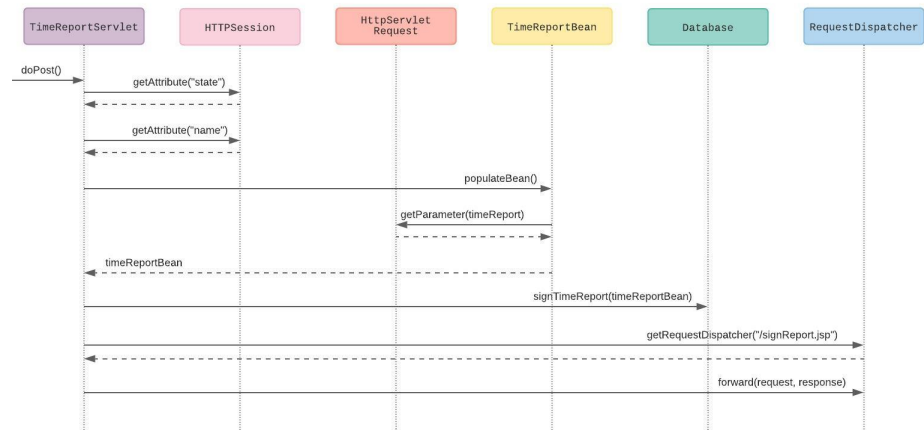 TimeReportServlet
HTTPSession
HttpServlet
Request
TimeReportBean
Database
RequestDispatcher
doPost()
getAttribute("state")
getAttribute("name")
populateBean()
getParameter(timeReport)
timeReportBean
signTimeReport(timeReportBean)
getRequestDispatcher("/signReport.jsp")
forward(request, response)